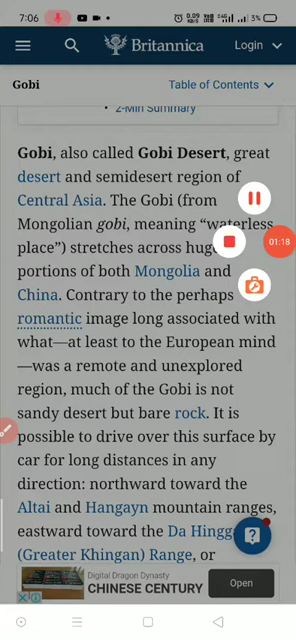 7:06
0.09 KB/S
3%
Britannica
Login
Gobi
Table of Contents
2-Min Summary
Gobi, also called Gobi Desert, great
desert and semidesert region of
Central Asia. The Gobi (from
Mongolian gobi, meaning “waterless
place”) stretches across huge
portions of both Mongolia and
01:18
China. Contrary to the perhaps
romantic image long associated with
what—at least to the European mind
—was a remote and unexplored
region, much of the Gobi is not
sandy desert but bare rock. It is
possible to drive over this surface by
car for long distances in any
direction: northward toward the
Altai and Hangayn mountain ranges,
eastward toward the Da Hingg
(Greater Khingan) Range, or
Digital Dragon Dynasty
CHINESE CENTURY
Open